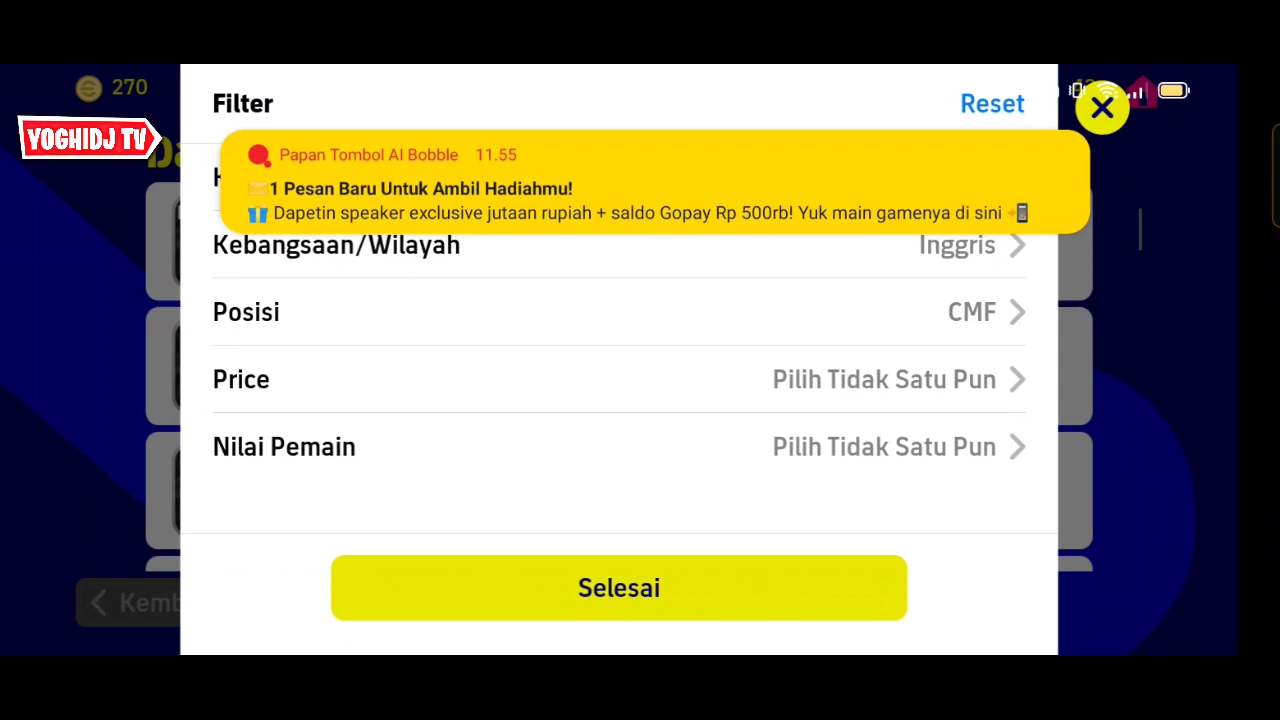 270
Filter
Reset
YOGHIDJ TV
Papan Tombol AI Bobble 11.55
1 Pesan Baru Untuk Ambil Hadiahmu!
Dapetin speaker exclusive jutaan rupiah + saldo Gopay Rp 500rb! Yuk main gamenya di sini
Kebangsaan/Wilayah
Inggris
Posisi
CMF
Price
Pilih Tidak Satu Pun
Nilai Pemain
Pilih Tidak Satu Pun
Selesai